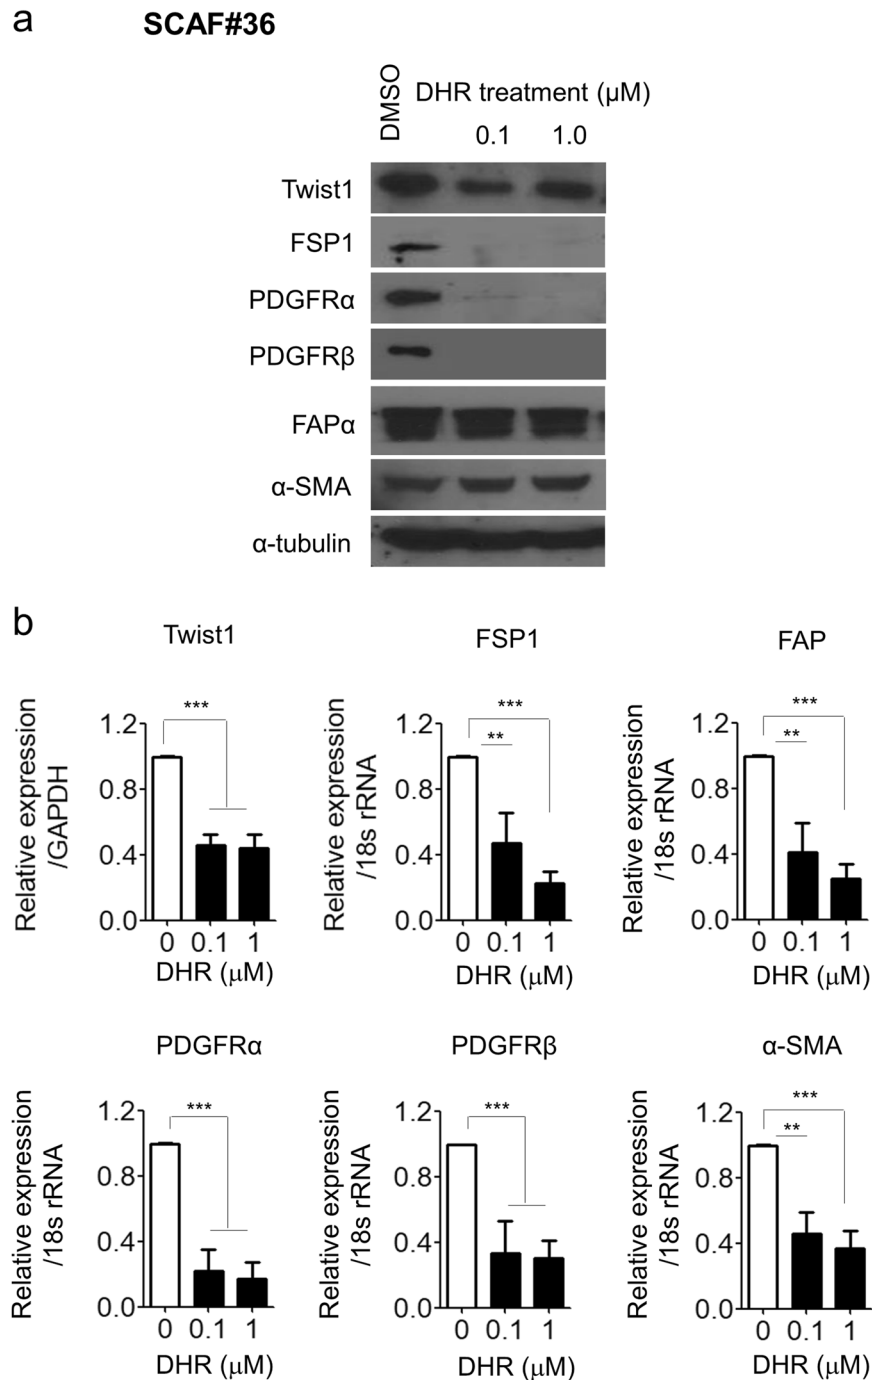 a
SCAF#36
DMSO
DHR treatment (µM)
0.1 1.0
Twist1
FSP1
PDGFRα
PDGFRβ
FAPα
α-SMA
α-tubulin
b
Twist1
Relative expression
/GAPDH
1.2
0.8
0.4
0.0
***
0 0.1 1
DHR (µM)
FSP1
Relative expression
/18s rRNA
1.2
0.8
0.4
0.0
***
**
0 0.1 1
DHR (µM)
FAP
Relative expression
/18s rRNA
1.2
0.8
0.4
0.0
***
**
0 0.1 1
DHR (µM)
PDGFRα
Relative expression
/18s rRNA
1.2
0.8
0.4
0.0
***
0 0.1 1
DHR (µM)
PDGFRβ
Relative expression
/18s rRNA
1.2
0.8
0.4
0.0
***
0 0.1 1
DHR (µM)
α-SMA
Relative expression
/18s rRNA
1.2
0.8
0.4
0.0
***
**
0 0.1 1
DHR (µM)